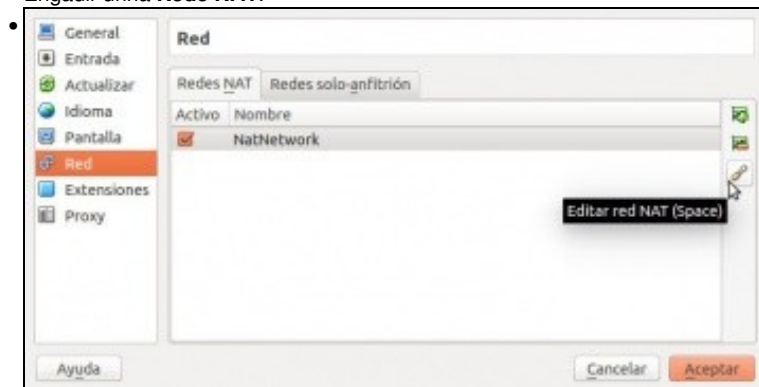 Engadir unha Rede NAT.
General
Entrada
Actualizar
Idioma
Pantalla
Red
Extensiones
Proxy
Red
Redes NAT Redes solo-anfitrión
Activo Nombre
NatNetwork
Editar red NAT (Space)
Ayuda
Cancelar Aceptar